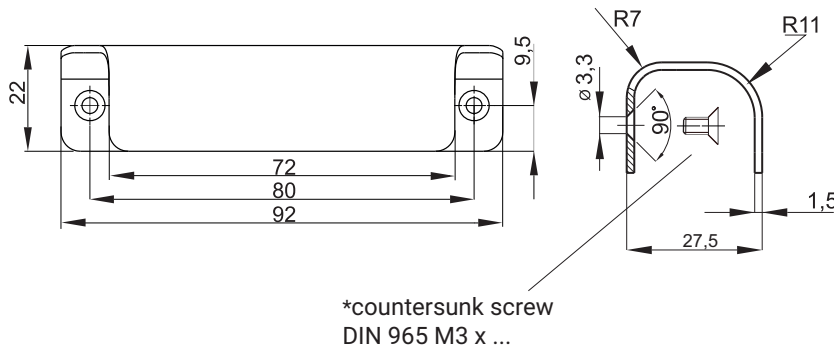 R7
R11
22
9,5
ø 3,3
90°
72
80
92
1,5
27,5
*countersunk screw
DIN 965 M3 x ...